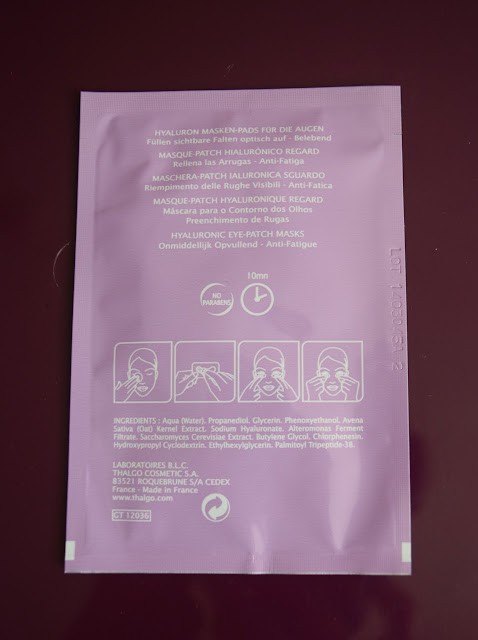 HYALURON MASKEN-PADS FÜR DIE AUGEN
Füllen sichtbare Falten optisch auf - Belebend
MASQUE-PATCH HIALURÓNICO REGARD
Rellena las Arrugas - Anti-Fatiga
MASCHERA-PATCH IALURONICA SGUARDO
Riempimento delle Rughe Visibili - Anti-Fatica
MASQUE-PATCH HYALURONIQUE REGARD
Máscara para o Contorno dos Olhos
Preenchimento de Rugas
HYALURONIC EYE-PATCH MASKS
Onmiddellijk Opvullend - Anti-Fatigue
10mn
NO
PARABENS
INGREDIENTS : Aqua (Water), Propanediol, Glycerin, Phenoxyethanol, Avena
Sativa (Oat) Kernel Extract, Sodium Hyaluronate, Alteromonas Ferment
Filtrate, Saccharomyces Cerevisiae Extract, Butylene Glycol, Chlorphenesin,
Hydroxypropyl Cyclodextrin, Ethylhexylglycerin, Palmitoyl Tripeptide-38.
LABORATOIRES B.L.C.
THALGO COSMETIC S.A.
83521 ROQUEBRUNE S/A CEDEX
France - Made in France
www.thalgo.com
GT 12036
LOT